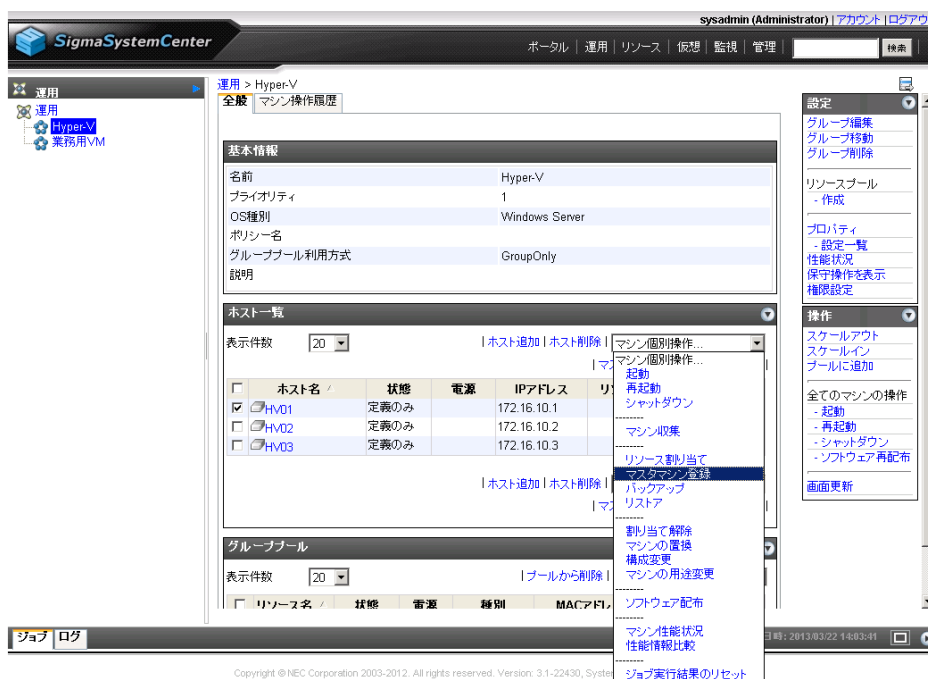 sysadmin (Administrator) | アカウント | ログアウ
SigmaSystemCenter
ポータル | 運用 | リソース | 仮想 | 監視 | 管理 | 検索
運用
運用
Hyper-V
業務用VM
運用 > Hyper-V
全般 マシン操作履歴
基本情報
名前 Hyper-V
プライオリティ 1
OS種別 Windows Server
ポリシー名
グループプール利用方式 GroupOnly
説明
ホスト一覧
表示件数 20 | ホスト追加 | ホスト削除 | マシン個別操作...
| マ
ホスト名 状態 電源 IPアドレス リ
HV01 定義のみ 172.16.10.1
HV02 定義のみ 172.16.10.2
HV03 定義のみ 172.16.10.3
| ホスト追加 | ホスト削除 |
| マ
マシン個別操作...
起動
再起動
シャットダウン
--------
マシン収集
--------
リソース割り当て
マスタマシン登録
バックアップ
リストア
--------
割り当て解除
マシンの置換
構成変更
マシンの用途変更
--------
ソフトウェア配布
--------
マシン性能状況
性能情報比較
--------
ジョブ実行結果のリセット
グループプール
表示件数 20 | プールから削除 |
リソース名 状態 電源 種別 MACアドレ
設定
グループ編集
グループ移動
グループ削除
リソースプール
- 作成
プロパティ
- 設定一覧
性能状況
保守操作を表示
権限設定
操作
スケールアウト
スケールイン
プールに追加
全てのマシンの操作
- 起動
- 再起動
- シャットダウン
- ソフトウェア再配布
画面更新
ジョブ ログ
日時 : 2013/03/22 14:03:41
Copyright © NEC Corporation 2003-2012. All rights reserved. Version: 3.1-22430, Syste